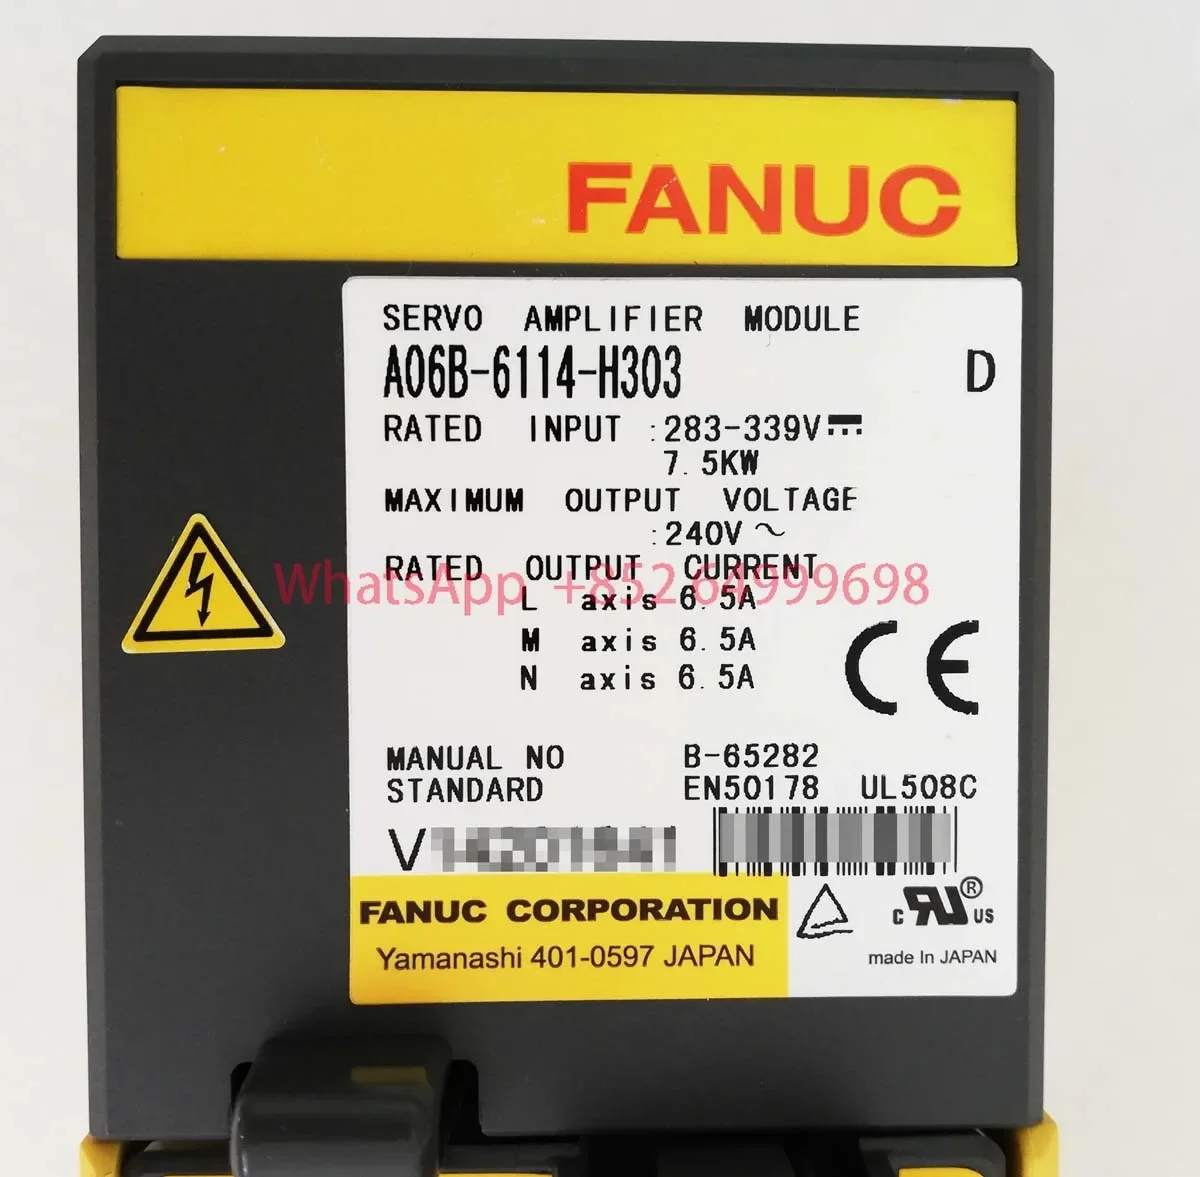 FANUC
SERVO AMPLIFIER MODULE
A06B-6114-H303 D
RATED INPUT :283-339V
7.5KW
MAXIMUM OUTPUT VOLTAGE
:240V ~
RATED OUTPUT CURRENT
WhatsApp +85264999698
L axis 6.5A
M axis 6.5A
N axis 6.5A
CE
MANUAL NO B-65282
STANDARD EN50178 UL508C
V
FANUC CORPORATION
Yamanashi 401-0597 JAPAN
c RU ® US
made In JAPAN